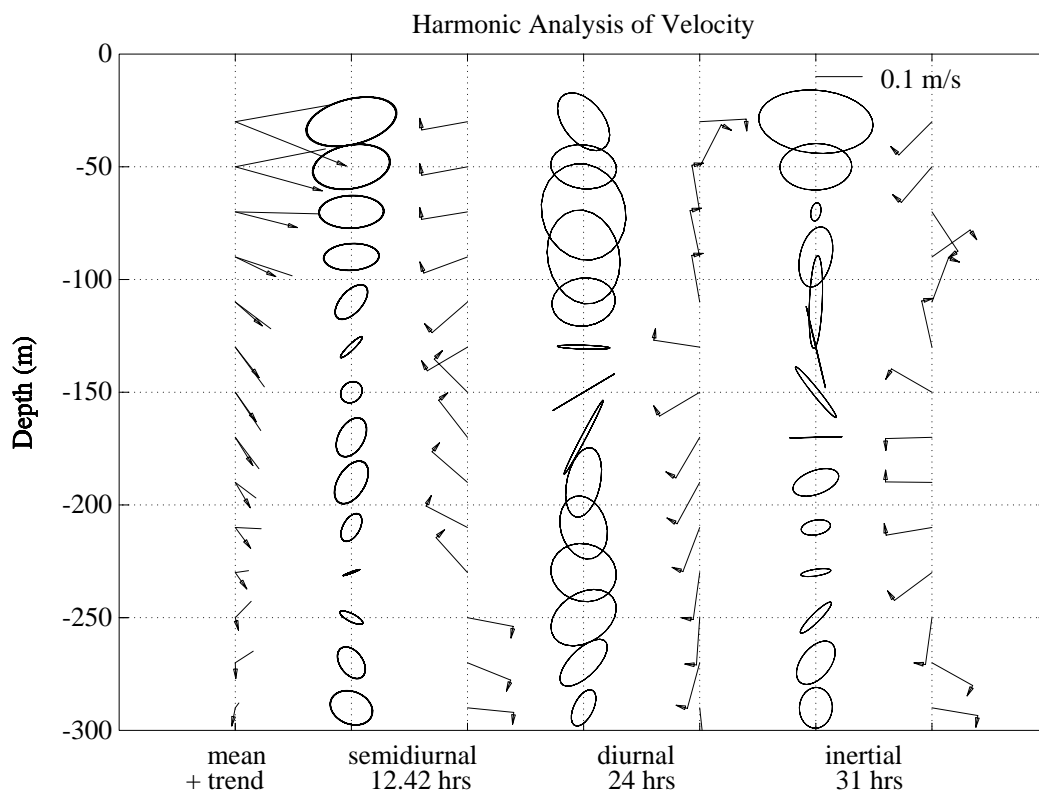 Harmonic Analysis of Velocity
0
0.1 m/s
-50
-100
-150
-200
-250
-300
Depth (m)
mean semidiurnal diurnal inertial
+ trend 12.42 hrs 24 hrs 31 hrs